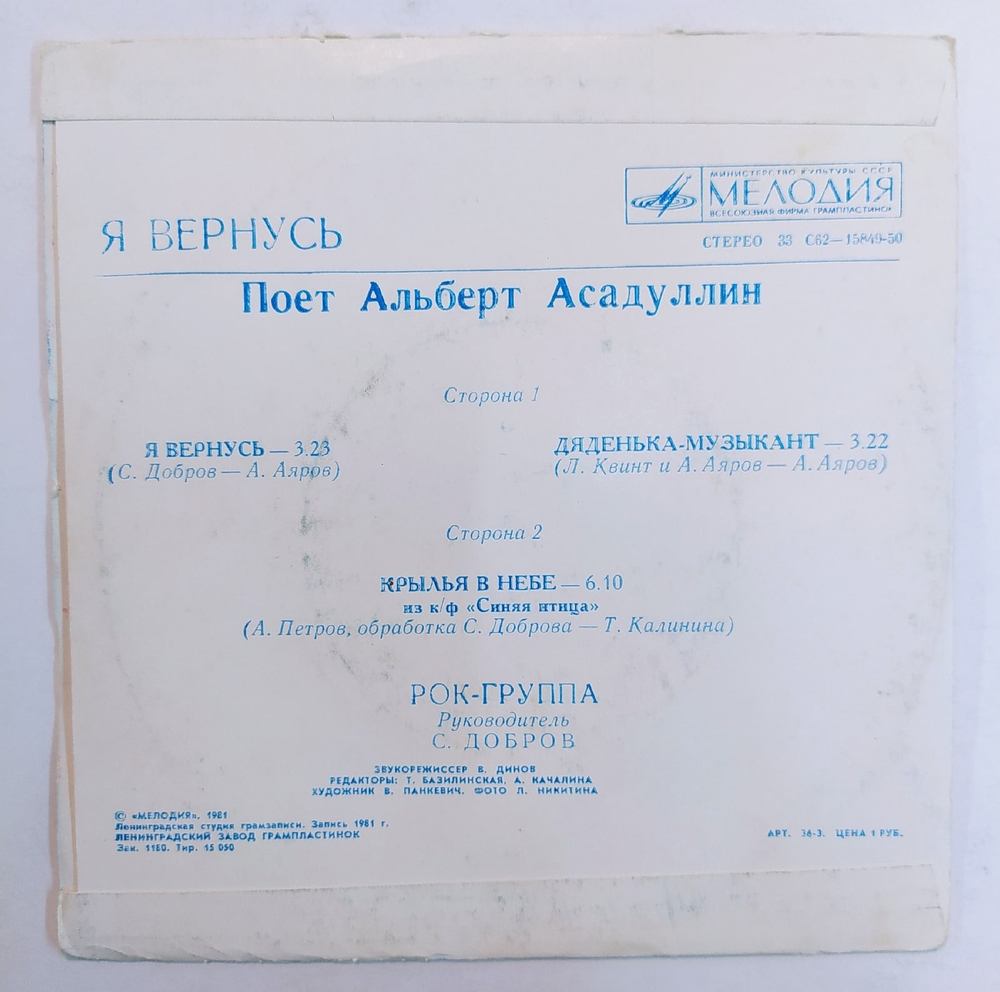 МИНИСТЕРСТВО КУЛЬТУРЫ СССР
МЕЛОДИЯ
ВСЕСОЮЗНАЯ ФИРМА ГРАМПЛАСТИНОК
Я ВЕРНУСЬ
СТЕРЕО 33 С62—15849-50
Поет Альберт Асадуллин
Сторона 1
Я ВЕРНУСЬ — 3.23
(С. Добров — А. Аяров)
ДЯДЕНЬКА-МУЗЫКАНТ — 3.22
(Л. Квинт и А. Аяров — А. Аяров)
Сторона 2
КРЫЛЬЯ В НЕБЕ — 6.10
из к/ф «Синяя птица»
(А. Петров, обработка С. Доброва — Т. Калинина)
РОК-ГРУППА
Руководитель
С. ДОБРОВ
ЗВУКОРЕЖИССЕР В. ДИНОВ
РЕДАКТОРЫ: Т. БАЗИЛИНСКАЯ, А. КАЧАЛИНА
ХУДОЖНИК В. ПАНКЕВИЧ, ФОТО Л. НИКИТИНА
© «МЕЛОДИЯ», 1981
Ленинградская студия грамзаписи. Запись 1981 г.
ЛЕНИНГРАДСКИЙ ЗАВОД ГРАМПЛАСТИНОК
Зак. 1180. Тир. 15 050
АРТ. 36-3. ЦЕНА 1 РУБ.